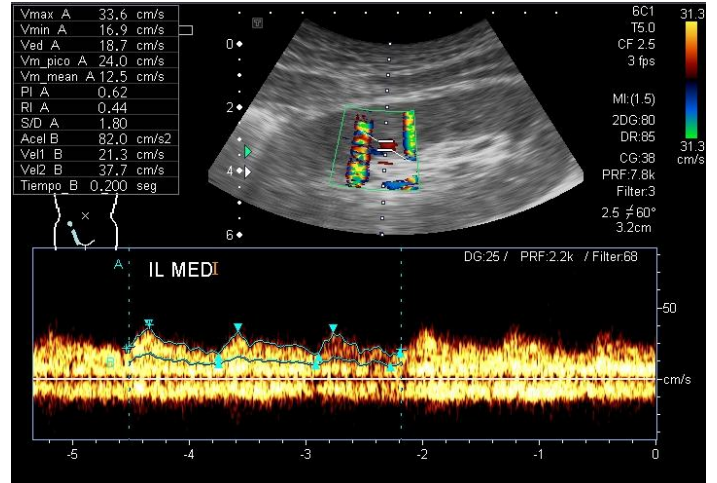 Vmax A 33.6 cm/s
Vmin A 16.9 cm/s
Ved A 18.7 cm/s
Vm_pico A 24.0 cm/s
Vm_mean A 12.5 cm/s
PI A 0.62
RI A 0.44
S/D A 1.80
Acel B 82.0 cm/s2
Vel1 B 21.3 cm/s
Vel2 B 37.7 cm/s
Tiempo_B 0.200 seg
0
2
4
6
6C1
T5.0
CF 2.5
3 fps
MI:(1.5)
2DG:80
DR:85
CG:38
PRF:7.8k
Filter:3
2.5 ≠ 60°
3.2cm
31.3
31.3
cm/s
A
IL MEDI
DG:25 / PRF:2.2k / Filter:68
50
cm/s
-5 -4 -3 -2 -1 0